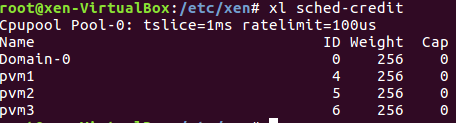 root@xen-VirtualBox:/etc/xen# xl sched-credit
Cpupool Pool-0: tslice=1ms ratelimit=100us
Name ID Weight Cap
Domain-0 0 256 0
pvm1 4 256 0
pvm2 5 256 0
pvm3 6 256 0